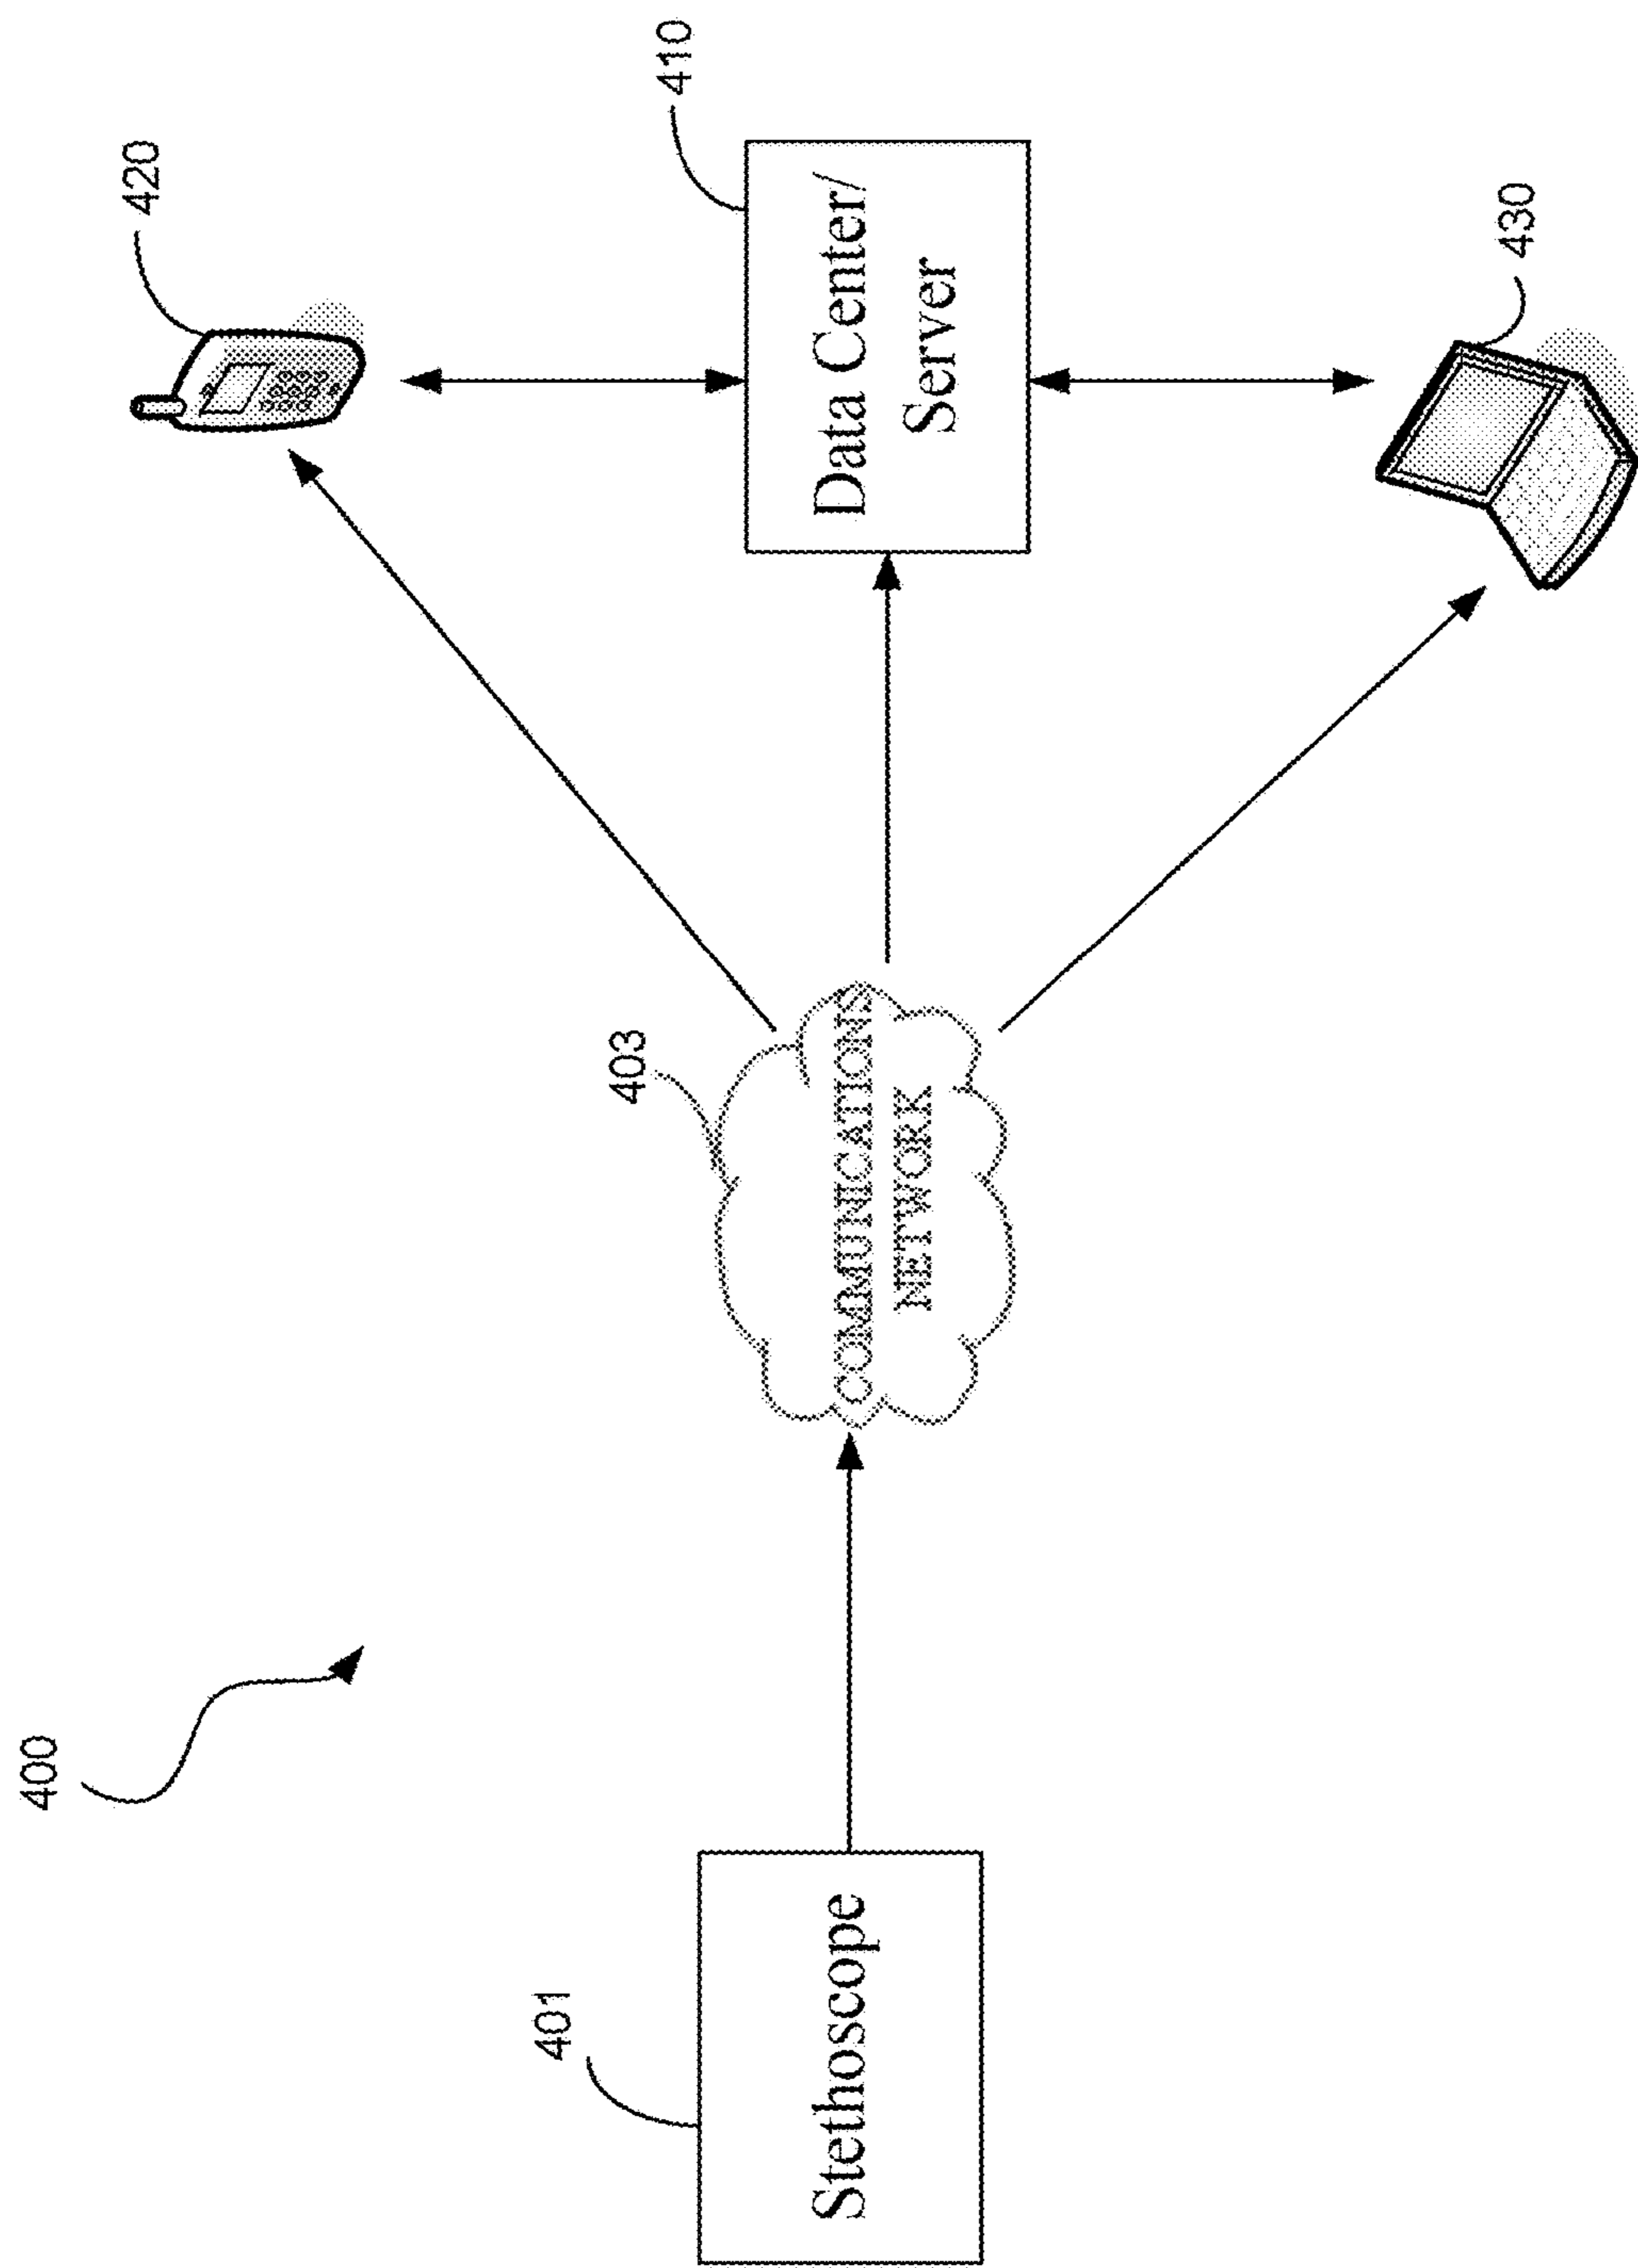 400
401
Stethoscope
403
COMMUNICATIONS
NETWORK
420
410
Data Center/
Server
430